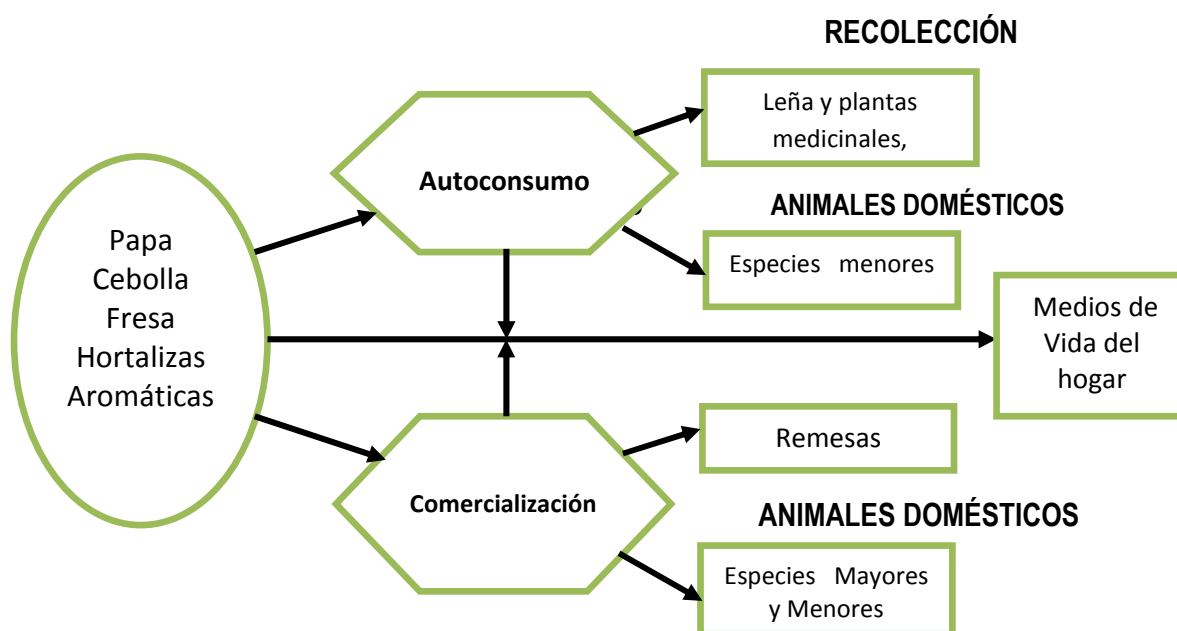 RECOLECCIÓN
Leña y plantas
medicinales,
Autoconsumo
ANIMALES DOMÉSTICOS
Especies menores
Papa
Cebolla
Fresa
Hortalizas
Aromáticas
Medios de
Vida del
hogar
Remesas
Comercialización
ANIMALES DOMÉSTICOS
Especies Mayores
y Menores